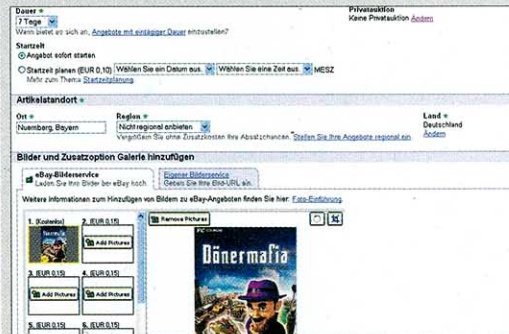 Dauer *
7 Tage
Wann bietet es sich an, Angebote mit eintägiger Dauer einzustellen?
Privatauktion
Keine Privatauktion Ändern
Startzeit
Angebot sofort starten
Startzeit planen (EUR 0,10) Wählen Sie ein Datum aus. Wählen Sie eine Zeit aus. MESZ
Mehr zum Thema Startzeitplanung.
Artikelstandort *
Ort *
Nuernberg, Bayern
Region *
Nicht regional anbieten
Vergrößern Sie ohne Zusatzkosten Ihre Absatzchancen. Stellen Sie Ihre Angebote regional ein.
Land *
Deutschland
Ändern
Bilder und Zusatzoption Galerie hinzufügen
eBay-Bilderservice
Laden Sie Ihre Bilder bei eBay hoch.
Eigener Bilderservice
Geben Sie Ihre Bild-URL ein.
Weitere Informationen zum Hinzufügen von Bildern zu eBay-Angeboten finden Sie hier: Foto-Einführung.
1. (Kostenlos)
2. (EUR 0,15)
Add Pictures
3. (EUR 0,15)
4. (EUR 0,15)
Add Pictures
Add Pictures
5. (EUR 0,15)
6. (EUR 0,15)
Remove Pictures
Dönermafia